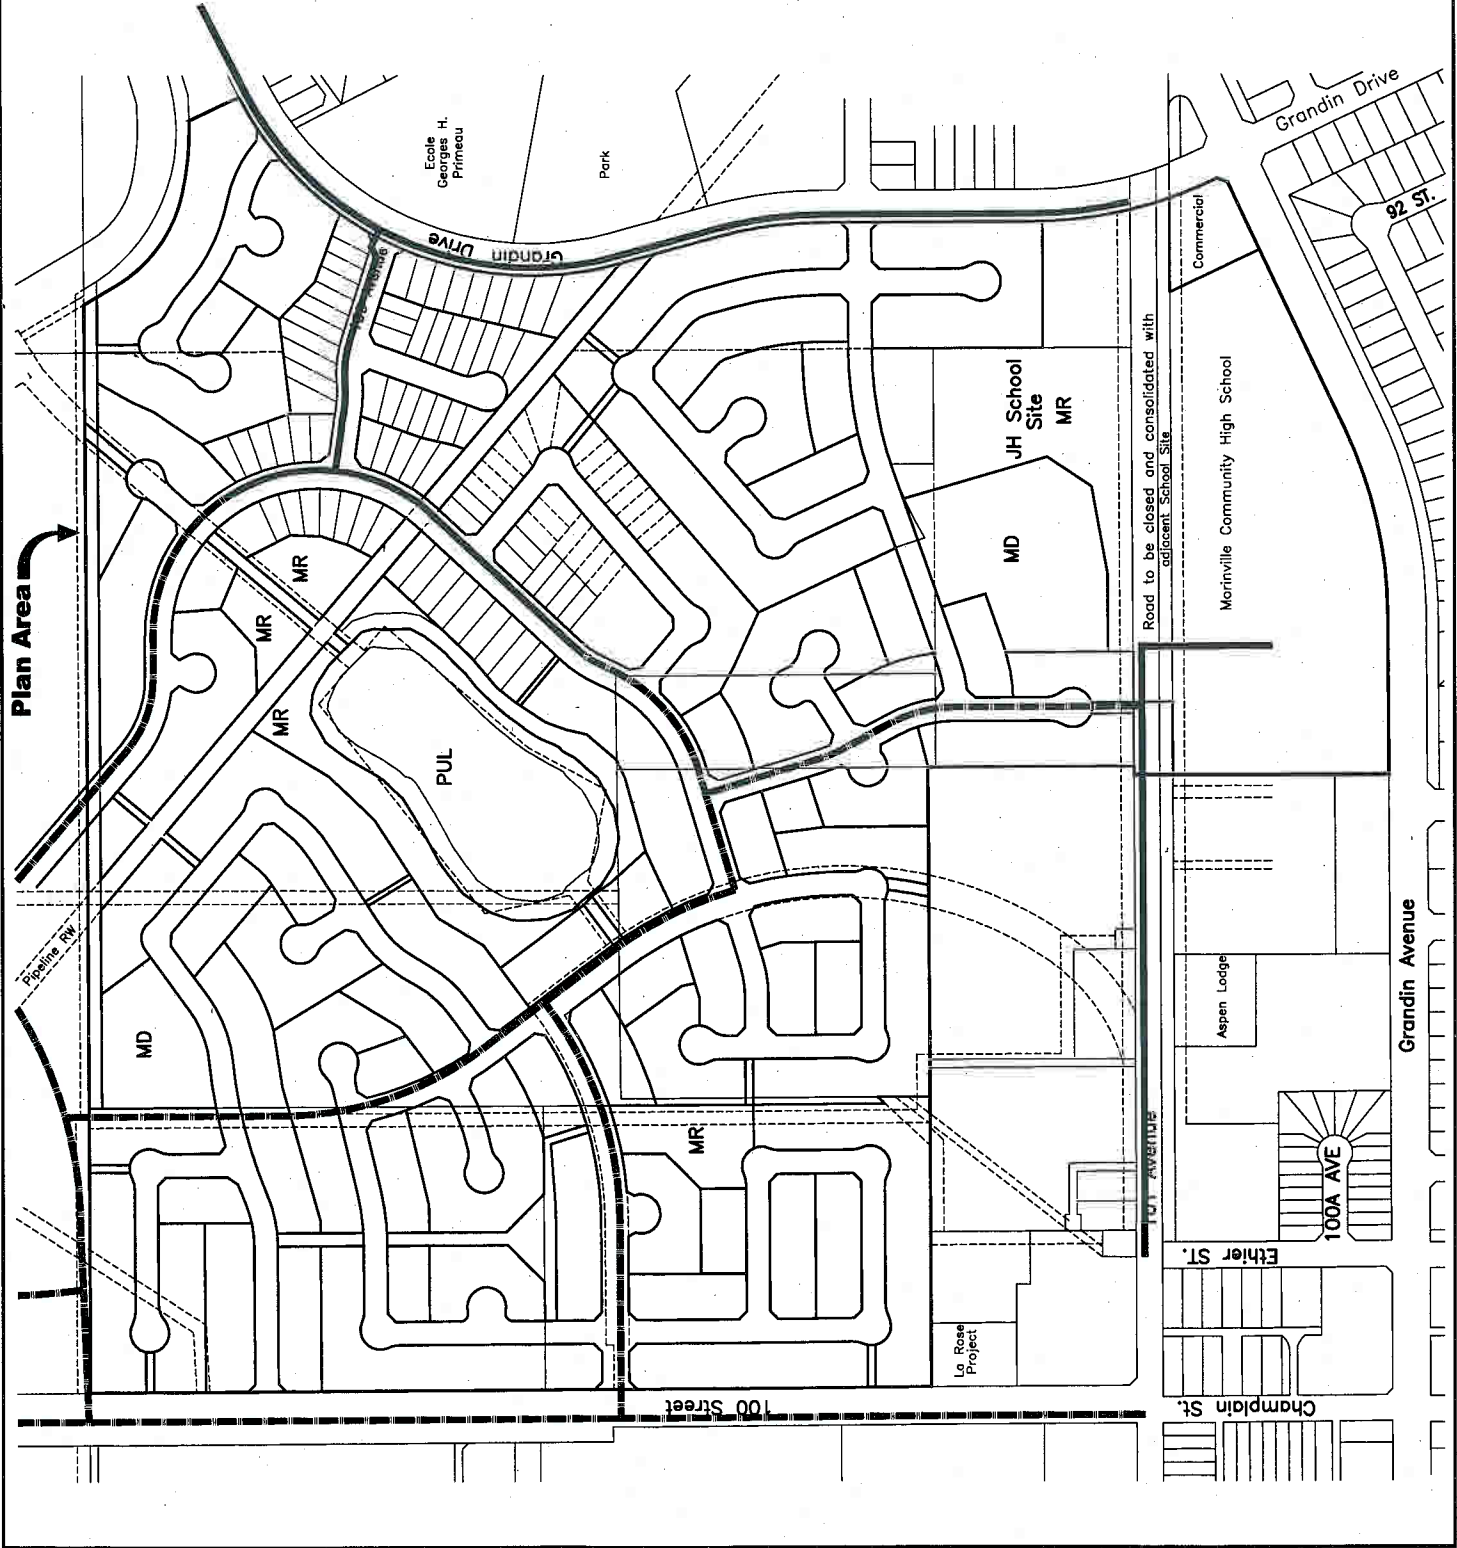 Plan Area
Ecole
Georges H.
Primeau
Park
Grandin Drive
Grandin Drive
92 ST.
Commercial
Avenue
JH School
Site
MR
MD
Road to be closed and consolidated with
adjacent School Site
Morinville Community High School
MR
MR
MR
PUL
Pipeline RW
MD
MR
Aspen Lodge
Grandin Avenue
101 Avenue
100A AVE
Ethier ST.
La Rose
Project
100 Street
Champlain St.